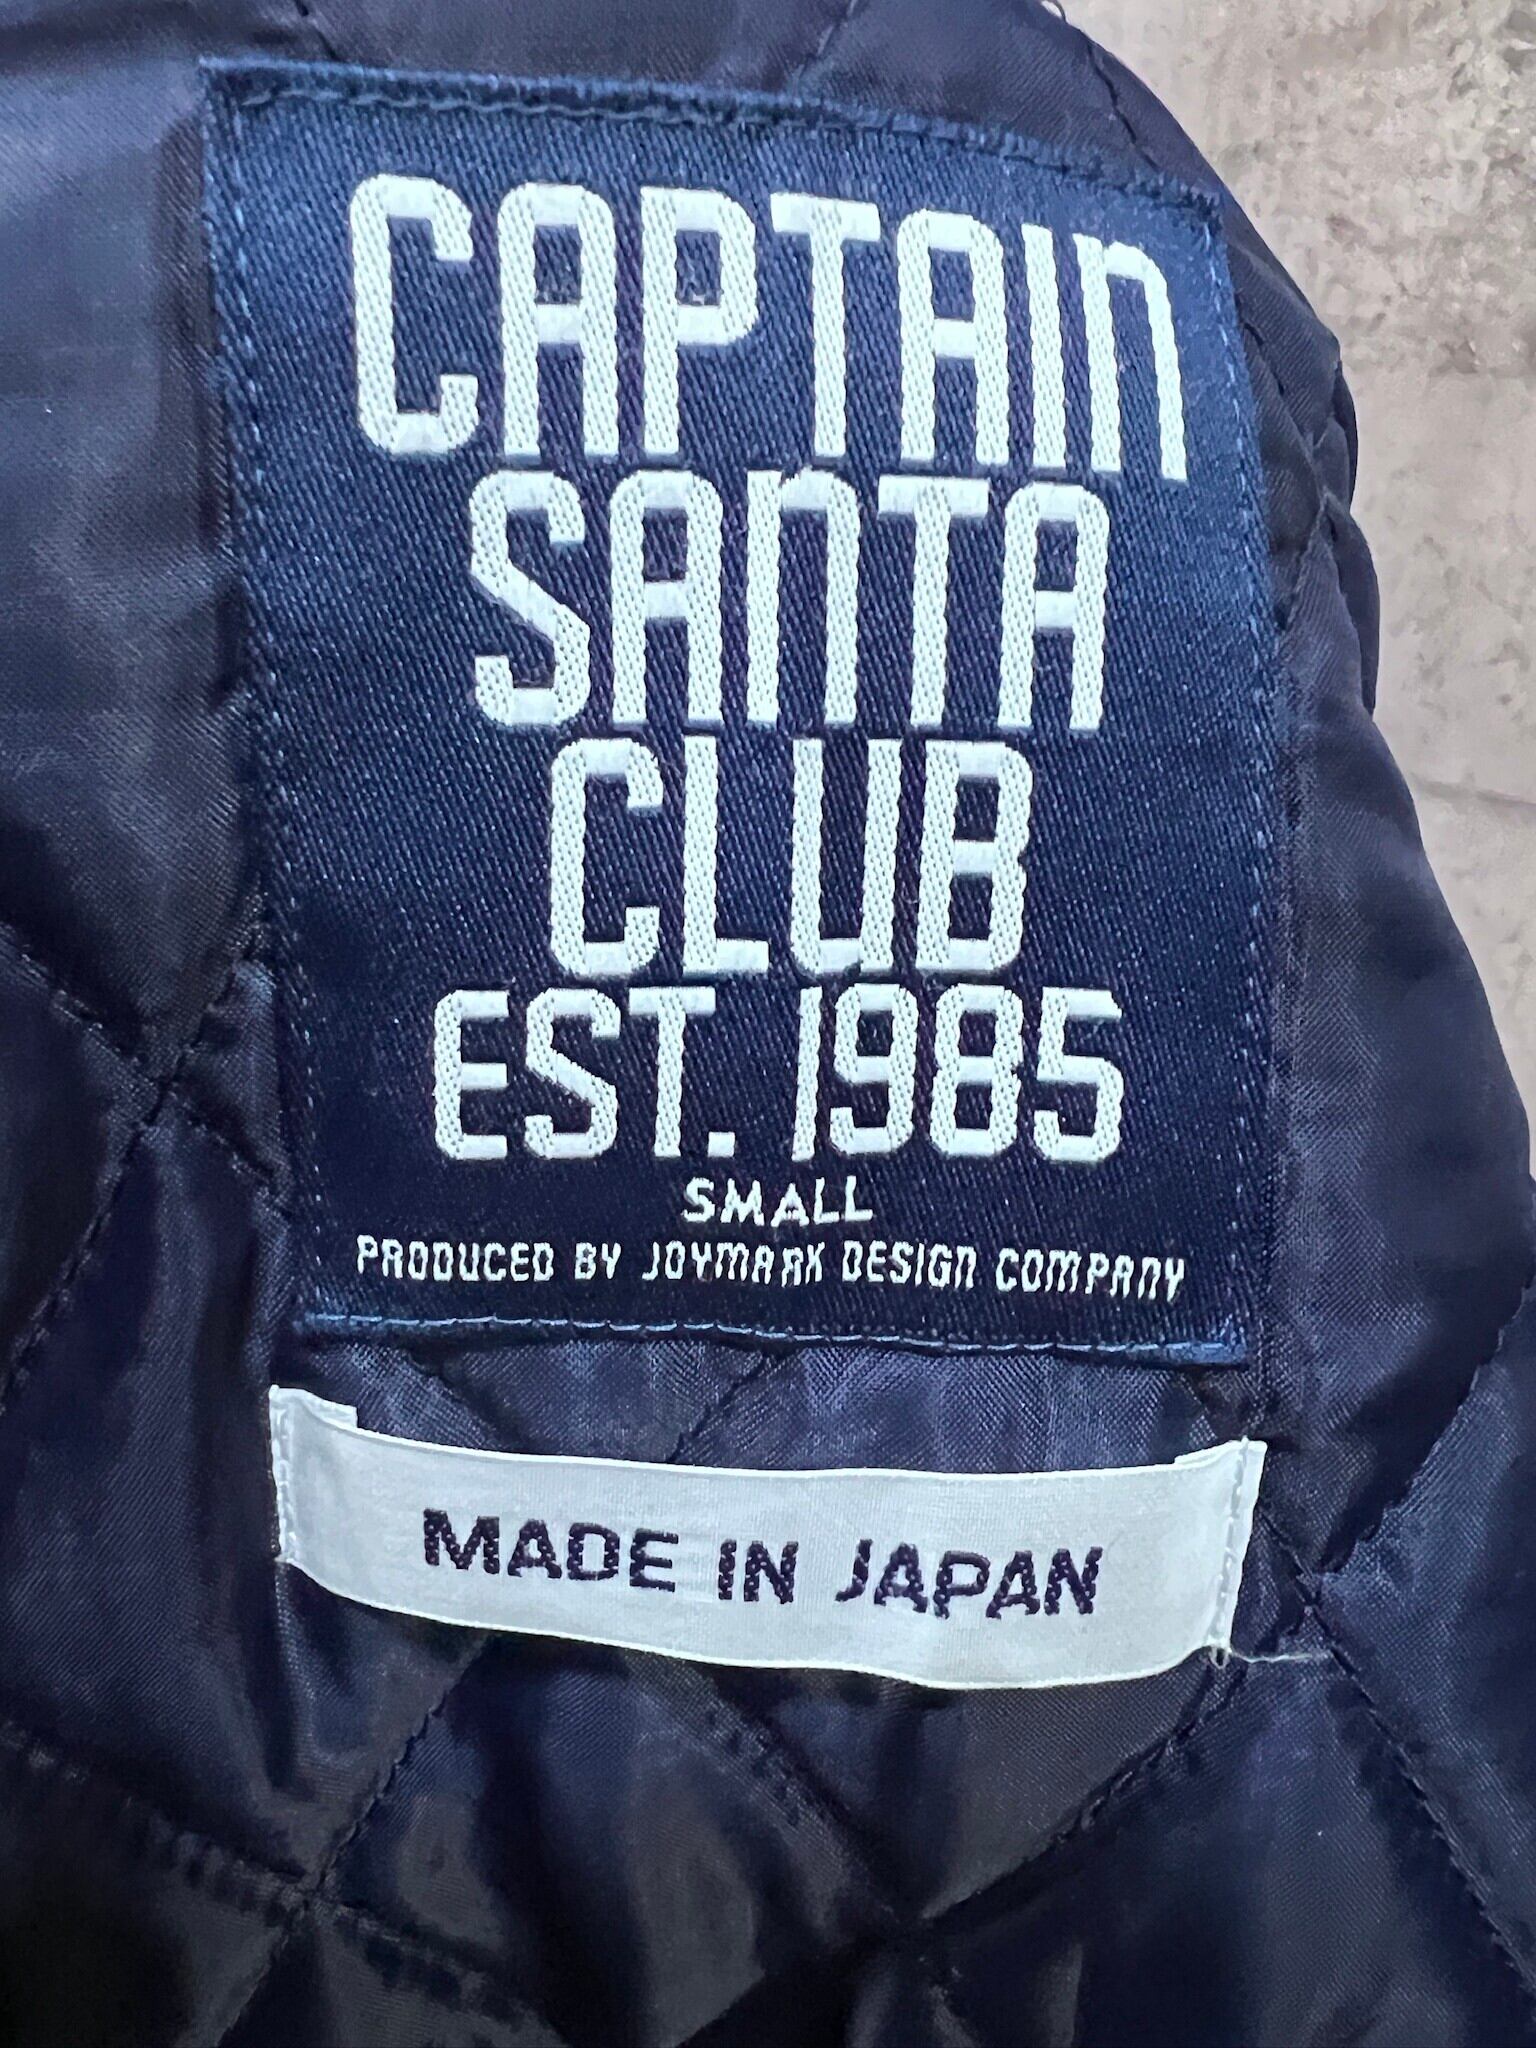 CAPTAIN
SANTA
CLUB
EST. 1985
SMALL
PRODUCED BY JOYMARK DESIGN COMPANY
MADE IN JAPAN